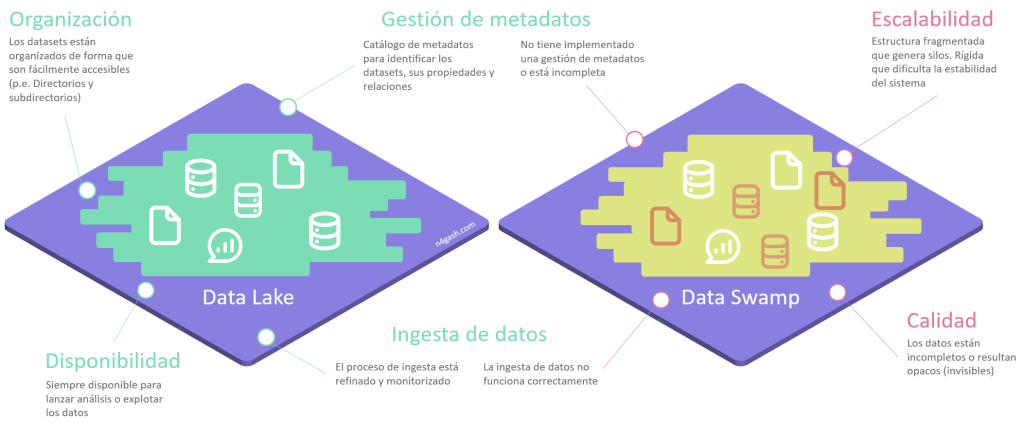 Organización
Los datasets están
organizados de forma que
son fácilmente accesibles
(p.e. Directorios y
subdirectorios)
Gestión de metadatos
Catálogo de metadatos
para identificar los
datasets, sus propiedades y
relaciones
No tiene implementado
una gestión de metadatos
o está incompleta
Escalabilidad
Estructura fragmentada
que genera silos. Rígida
que dificulta la estabilidad
del sistema
n4gash.com
Data Lake
Data Swamp
Disponibilidad
Siempre disponible para
lanzar análisis o explotar
los datos
Ingesta de datos
El proceso de ingesta está
refinado y monitorizado
La ingesta de datos no
funciona correctamente
Calidad
Los datos están
incompletos o resultan
opacos (invisibles)